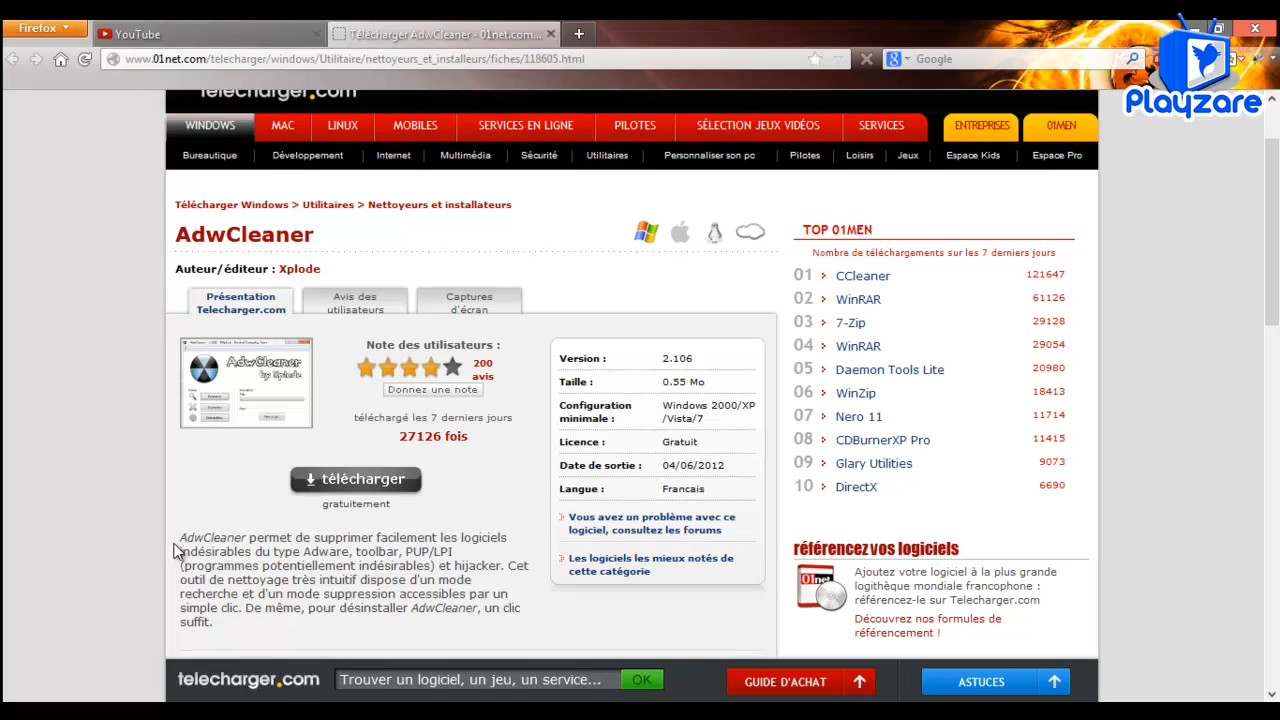 Firefox
YouTube
Télécharger AdwCleaner - 01net.com...
Playzare
www.01net.com/telecharger/windows/Utilitaire/nettoyeurs_et_installeurs/fiches/118605.html
Google
telecharger.com
WINDOWS
MAC
LINUX
MOBILES
SERVICES EN LIGNE
PILOTES
SÉLECTION JEUX VIDÉOS
SERVICES
ENTREPRISES
01MEN
Bureautique
Développement
Internet
Multimédia
Sécurité
Utilitaires
Personnaliser son pc
Pilotes
Loisirs
Jeux
Espace Kids
Espace Pro
Télécharger Windows > Utilitaires > Nettoyeurs et installeurs
AdwCleaner
Auteur/éditeur : Xplode
Présentation
Telecharger.com
Avis des
utilisateurs
Captures
d'écran
AdwCleaner
by Xplode
Note des utilisateurs :
200
avis
Donnez une note
téléchargé les 7 derniers jours
27126 fois
télécharger
gratuitement
Version : 2.106
Taille : 0.55 Mo
Configuration minimale : Windows 2000/XP
/Vista/7
Licence : Gratuit
Date de sortie : 04/06/2012
Langue : Francais
Vous avez un problème avec ce
logiciel, consultez les forums
Les logiciels les mieux notés de
cette catégorie
AdwCleaner permet de supprimer facilement les logiciels
indésirables du type Adware, toolbar, PUP/LPI
(programmes potentiellement indésirables) et hijacker. Cet
outil de nettoyage très intuitif dispose d'un mode
recherche et d'un mode suppression accessibles par un
simple clic. De même, pour désinstaller AdwCleaner, un clic
suffit.
TOP 01MEN
Nombre de téléchargements sur les 7 derniers jours
01 CCleaner 121647
02 WinRAR 61126
03 7-Zip 29128
04 WinRAR 29054
05 Daemon Tools Lite 20980
06 WinZip 18413
07 Nero 11 11714
08 CDBurnerXP Pro 11415
09 Glary Utilities 9073
10 DirectX 6690
référencez vos logiciels
01net
Ajoutez votre logiciel à la plus grande
logithèque mondiale francophone :
référencez-le sur Telecharger.com
Découvrez nos formules de
référencement !
telecharger.com
Trouver un logiciel, un jeu, un service...
OK
GUIDE D'ACHAT
ASTUCES